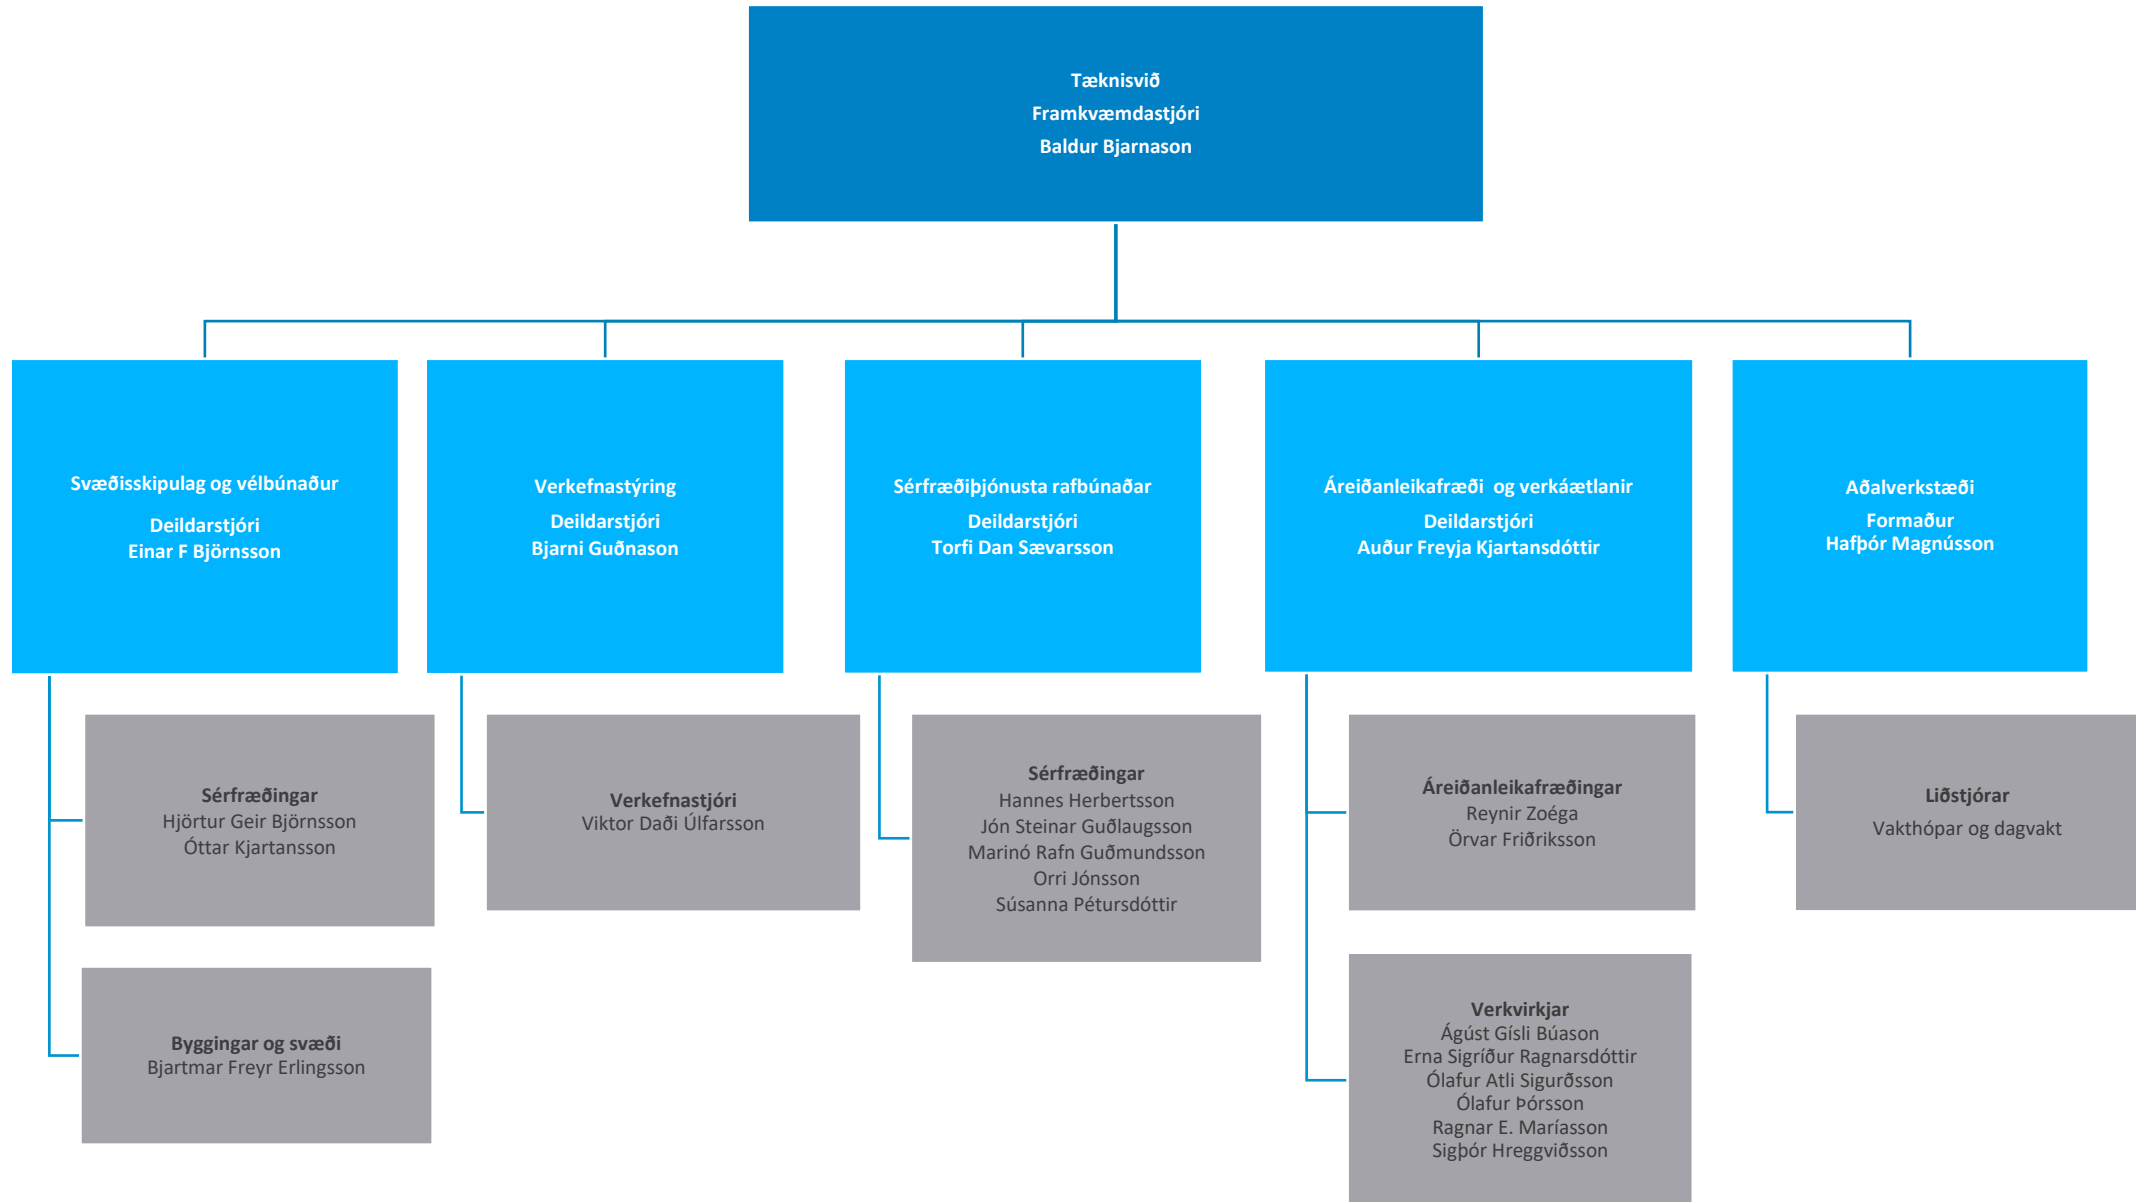 Tæknisvið
Framkvæmdastjóri
Baldur Bjarnason
Svæðisskipulag og vélbúnaður
Deildarstjóri
Einar F Björnsson
Verkefnastýring
Deildarstjóri
Bjarni Guðnason
Sérfræðiþjónusta rafbúnaðar
Deildarstjóri
Torfi Dan Sævarsson
Áreiðanleikafræði og verkáætlanir
Deildarstjóri
Auður Freyja Kjartansdóttir
Aðalverkstæði
Formaður
Hafþór Magnússon
Sérfræðingar
Hjörtur Geir Björnsson
Óttar Kjartansson
Byggingar og svæði
Bjartmar Freyr Erlingsson
Verkefnastjóri
Viktor Daði Úlfarsson
Sérfræðingar
Hannes Herbertsson
Jón Steinar Guðlaugsson
Marinó Rafn Guðmundsson
Orri Jónsson
Súsanna Pétursdóttir
Áreiðanleikafræðingar
Reynir Zoéga
Örvar Friðriksson
Verkvirkjar
Ágúst Gísli Búason
Erna Sigríður Ragnarsdóttir
Ólafur Atli Sigurðsson
Ólafur Þórsson
Ragnar E. Maríasson
Sigþór Hreggviðsson
Liðstjórar
Vakthópar og dagvakt